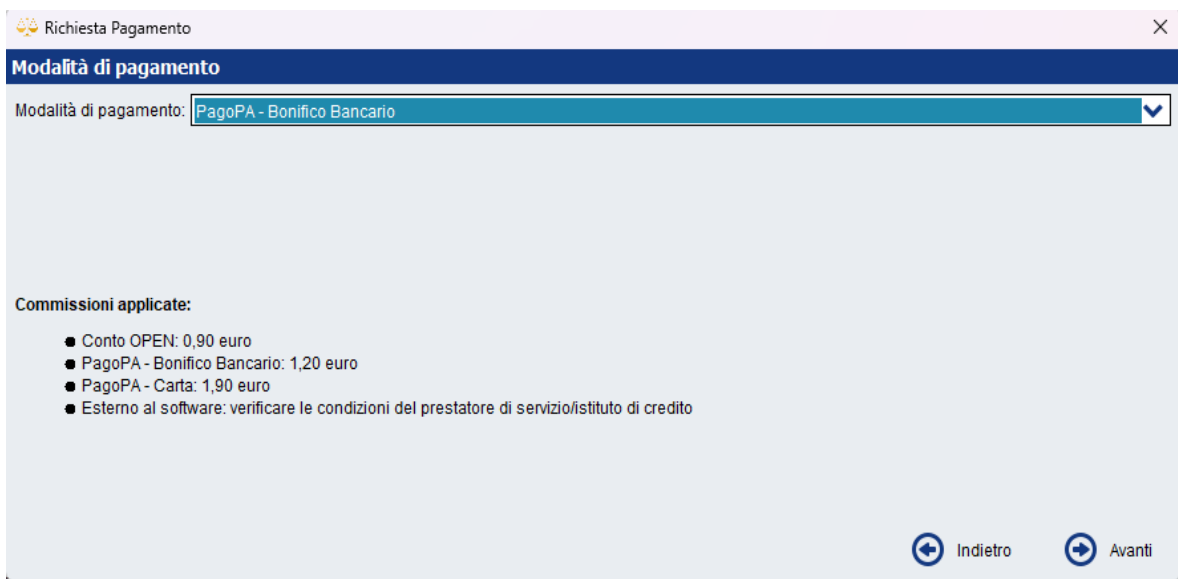 Richiesta Pagamento
Modalità di pagamento
Modalità di pagamento: PagoPA - Bonifico Bancario
Commissioni applicate:
● Conto OPEN: 0,90 euro
● PagoPA - Bonifico Bancario: 1,20 euro
● PagoPA - Carta: 1,90 euro
● Esterno al software: verificare le condizioni del prestatore di servizio/istituto di credito
Indietro Avanti